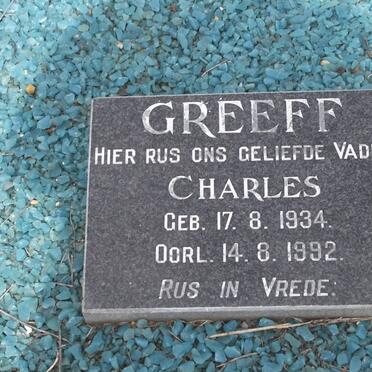 GREEFF
HIER RUS ONS GELIEFDE VAD
CHARLES
GEB. 17. 8. 1934.
OORL. 14. 8. 1992.
RUS IN VREDE.